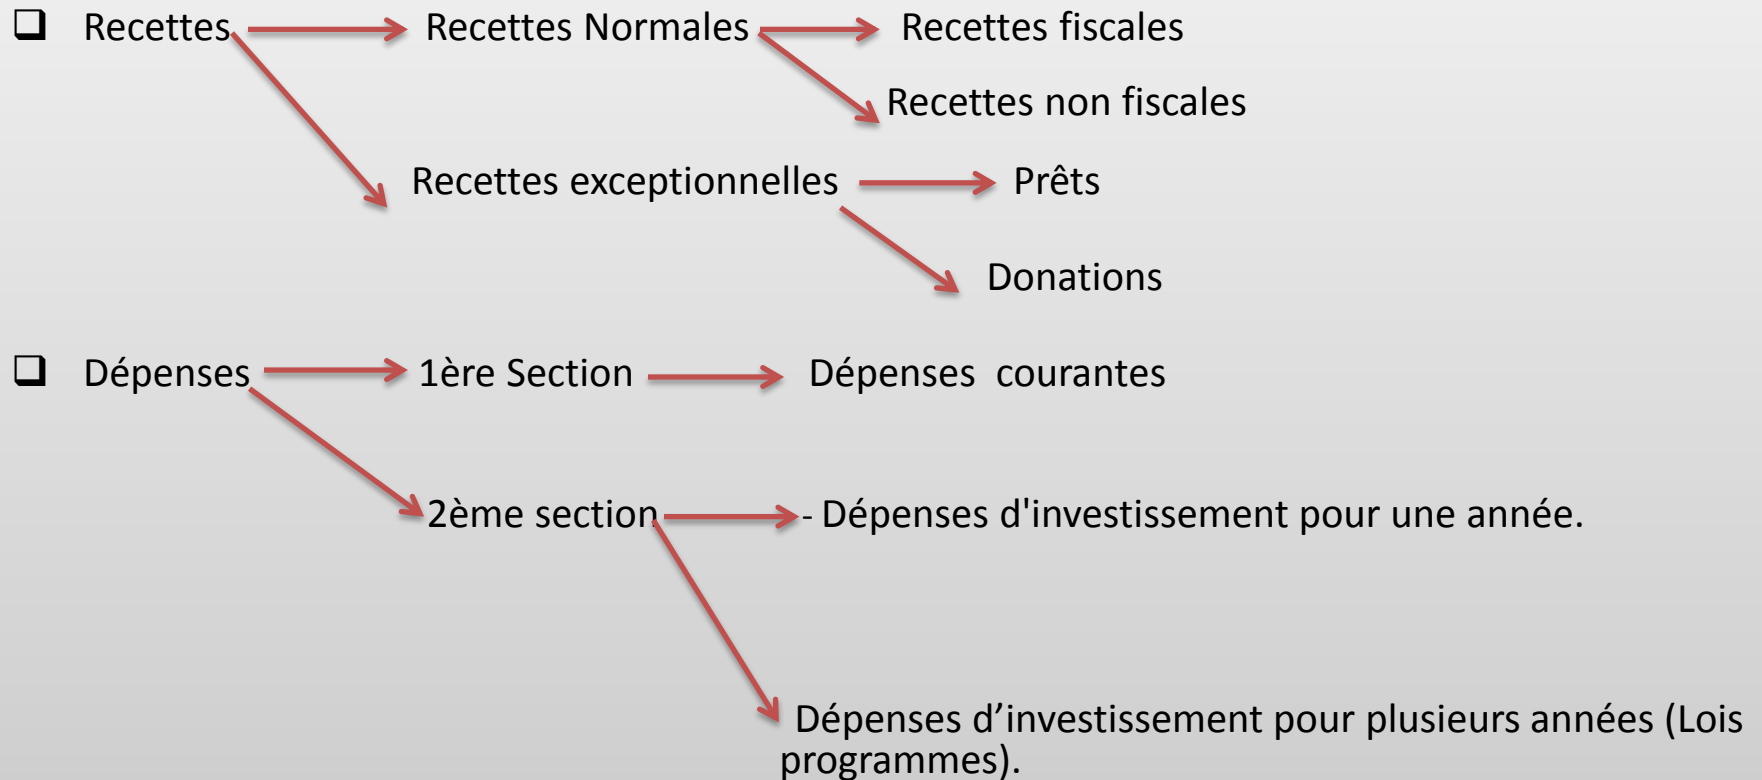 Recettes Recettes Normales Recettes fiscales
Recettes non fiscales
Recettes exceptionnelles Prêts
Donations
Dépenses 1ère Section Dépenses courantes
2ème section - Dépenses d'investissement pour une année.
Dépenses d’investissement pour plusieurs années (Lois
programmes).